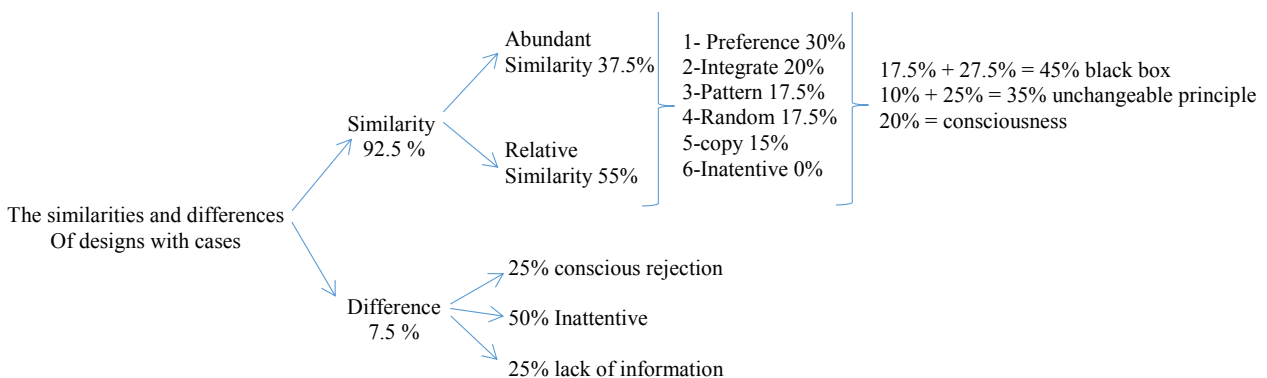 The similarities and differences
Of designs with cases
Similarity
92.5 %
Abundant
Similarity 37.5%
Relative
Similarity 55%
1- Preference 30%
2-Integrate 20%
3-Pattern 17.5%
4-Random 17.5%
5-copy 15%
6-Inatentive 0%
17.5% + 27.5% = 45% black box
10% + 25% = 35% unchangeable principle
20% = consciousness
Difference
7.5 %
25% conscious rejection
50% Inattentive
25% lack of information